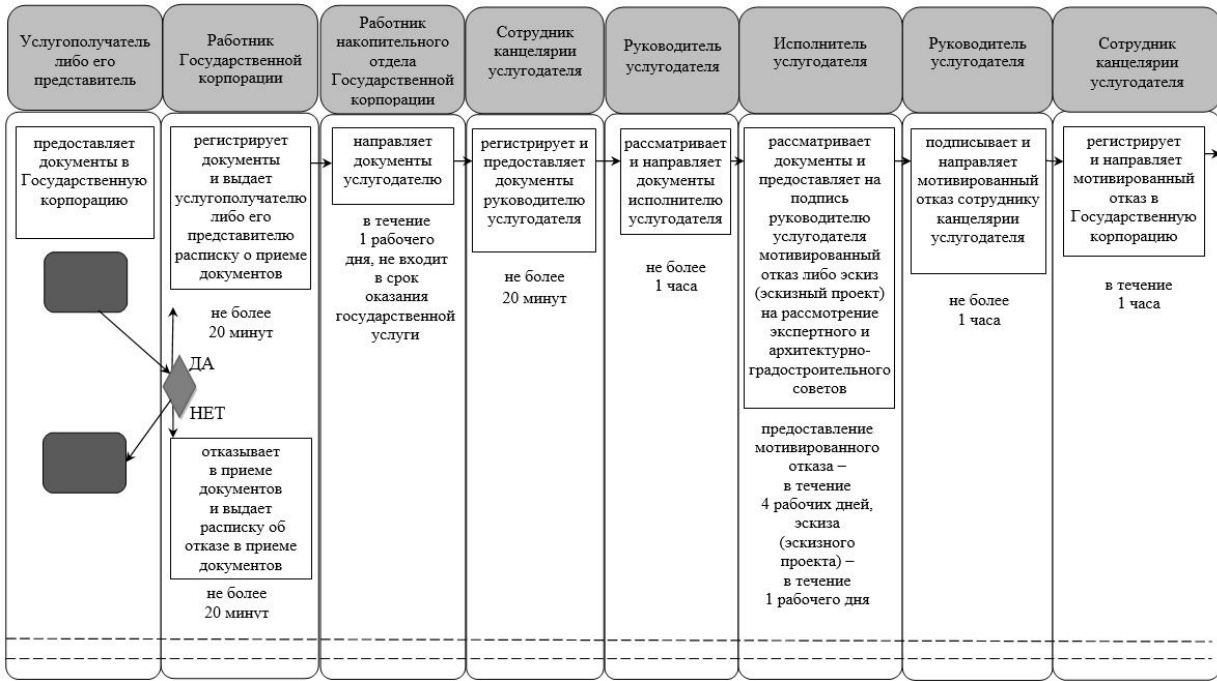 Услугополучатель
либо его
представитель
Работник
Государственной
корпорации
Работник
накопительного
отдела
Государственной
корпорации
Сотрудник
канцелярии
услугодателя
Руководитель
услугодателя
Исполнитель
услугодателя
Руководитель
услугодателя
Сотрудник
канцелярии
услугодателя
предоставляет
документы в
Государственную
корпорацию
регистрирует
документы
и выдает
услугополучателю
либо его
представителю
расписку о приеме
документов
не более
20 минут
ДА
НЕТ
отказывает
в приеме
документов
и выдает
расписку об
отказе в приеме
документов
не более
20 минут
направляет
документы
услугодателю
в течение
1 рабочего
дня, не входит
в срок
оказания
государственной
услуги
регистрирует и
предоставляет
документы
руководителю
услугодателя
не более
20 минут
рассматривает
и направляет
документы
исполнителю
услугодателя
не более
1 часа
рассматривает
документы и
предоставляет на
подпись
руководителю
услугодателя
мотивированный
отказ либо эскиз
(эскизный проект)
на рассмотрение
экспертного и
архитектурно-
градостроительного
советов
предоставление
мотивированного
отказа –
в течение
4 рабочих дней,
эскиза
(эскизного
проекта) –
в течение
1 рабочего дня
подписывает и
направляет
мотивированный
отказ сотруднику
канцелярии
услугодателя
не более
1 часа
регистрирует
и направляет
мотивированный
отказ в
Государственную
корпорацию
в течение
1 часа